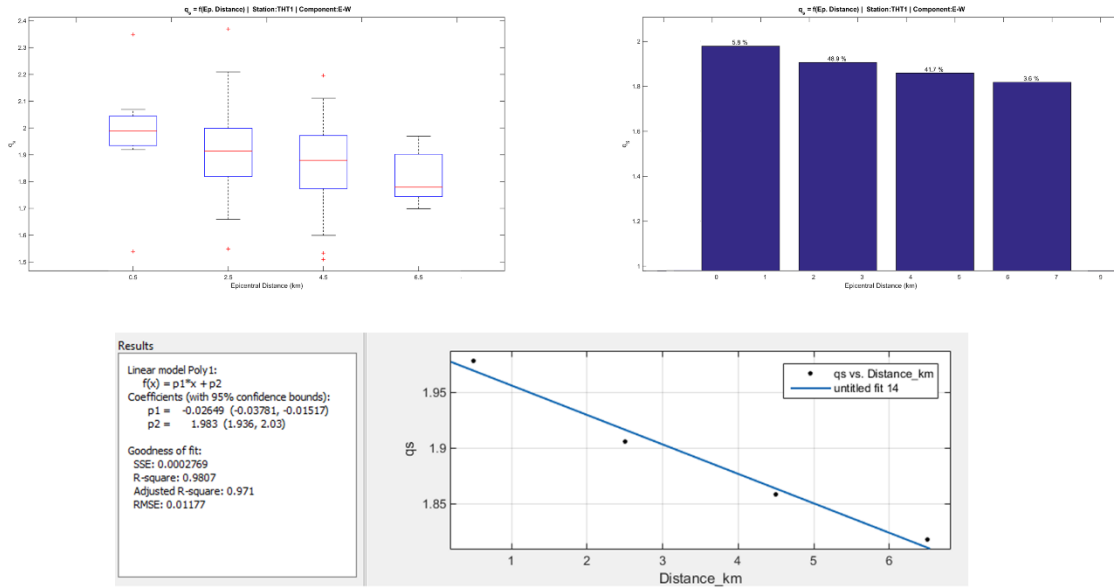 q_s = f(Ep. Distance) | Station:THT1 | Component:E-W
2.4
2.3
2.2
2.1
2
1.9
1.8
1.7
1.6
1.5
q_s
0.5
2.5
4.5
6.5
Epicentral Distance (km)
q_s = f(Ep. Distance) | Station:THT1 | Component:E-W
2
1.8
1.6
1.4
1.2
1
48.9 %
41.7 %
3.6 %
0
1
2
3
4
5
6
7
Epicentral Distance (km)
Results
Linear model Poly1:
f(x) = p1*x + p2
Coefficients (with 95% confidence bounds):
p1 = -0.02649 (-0.03781, -0.01517)
p2 = 1.983 (1.936, 2.03)
Goodness of fit:
SSE: 0.0002769
R-square: 0.9807
Adjusted R-square: 0.971
RMSE: 0.01177
qs vs. Distance_km
untitled fit 14
1.95
1.9
1.85
qs
1
2
3
4
5
6
Distance_km